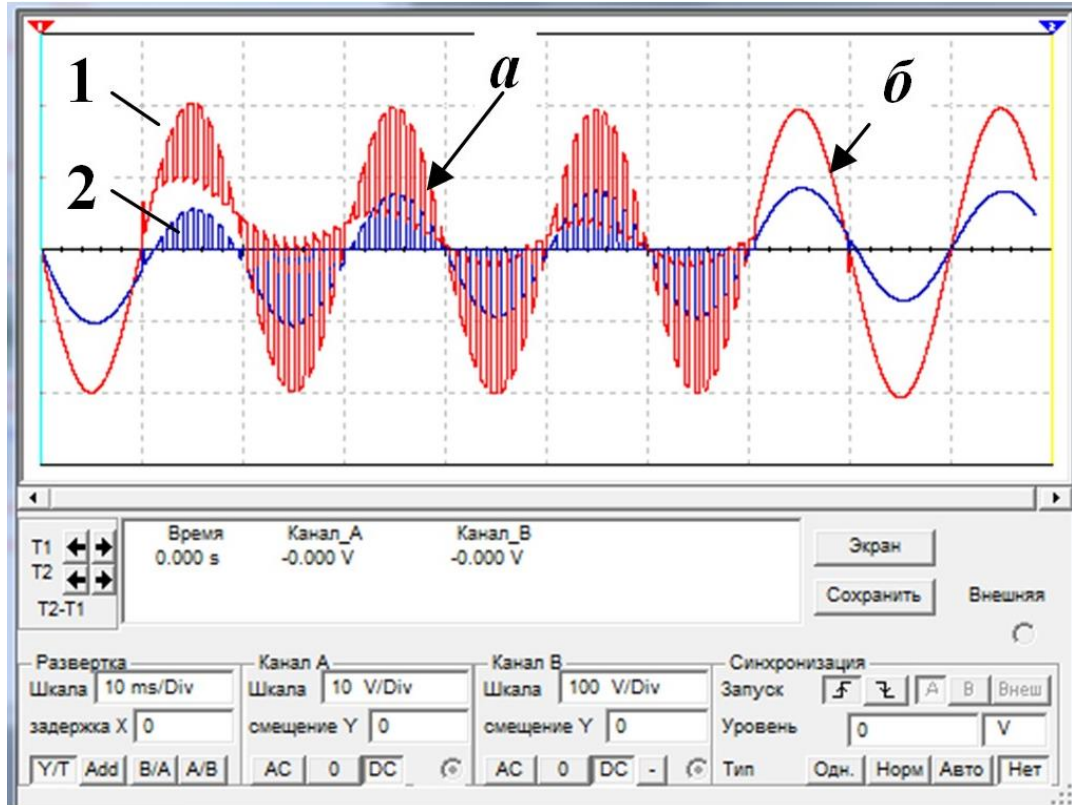 1 2
1 а б
2
Время Канал_А Канал_В
T1 0.000 s -0.000 V -0.000 V Экран
T2
T2-T1 Сохранить Внешняя
Развертка Канал А Канал В Синхронизация
Шкала 10 ms/Div Шкала 10 V/Div Шкала 100 V/Div Запуск A B Внеш
задержка X 0 смещение Y 0 смещение Y 0 Уровень 0 V
Y/T Add B/A A/B AC 0 DC AC 0 DC - Тип Одн. Норм Авто Нет